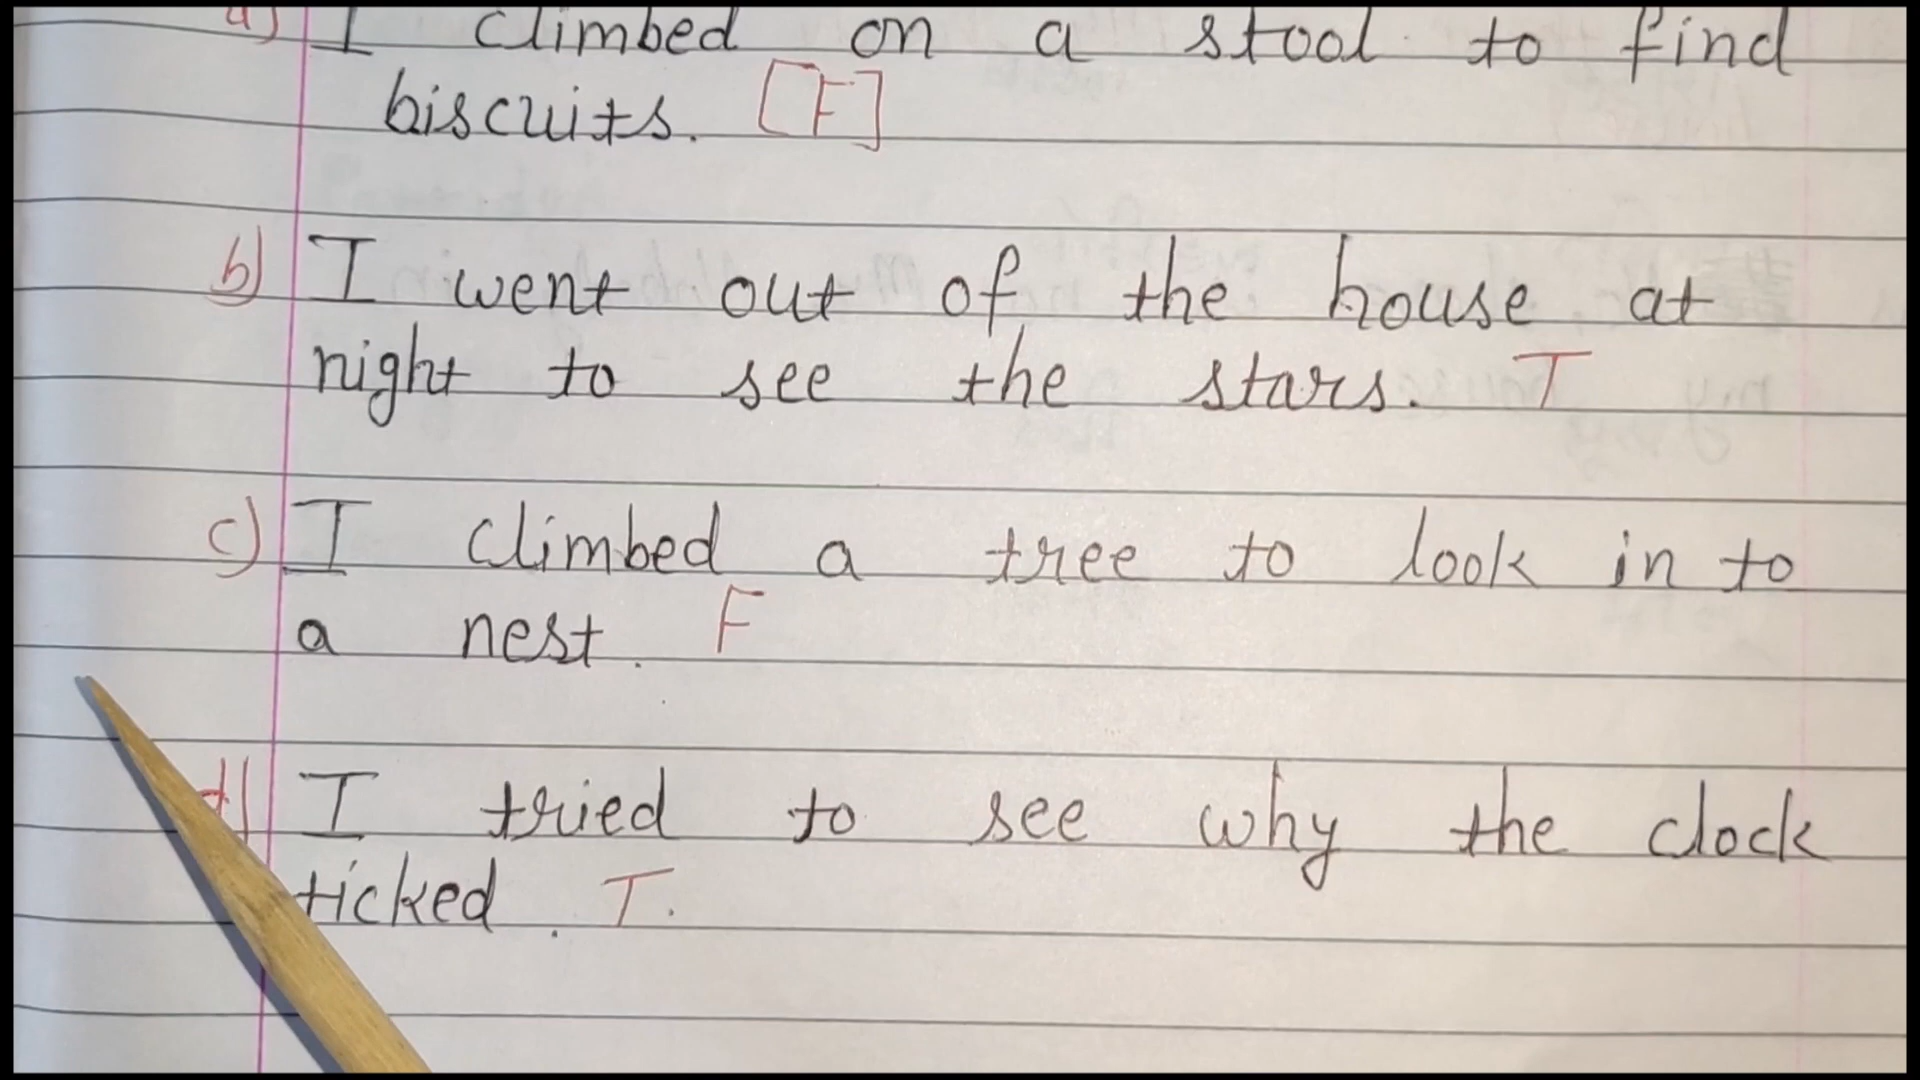 a) I climbed on a stool to find
biscuits. [F]
b) I went out of the house at
night to see the stars. T
c) I climbed a tree to look in to
a nest. F
d) I tried to see why the clock
ticked. T.